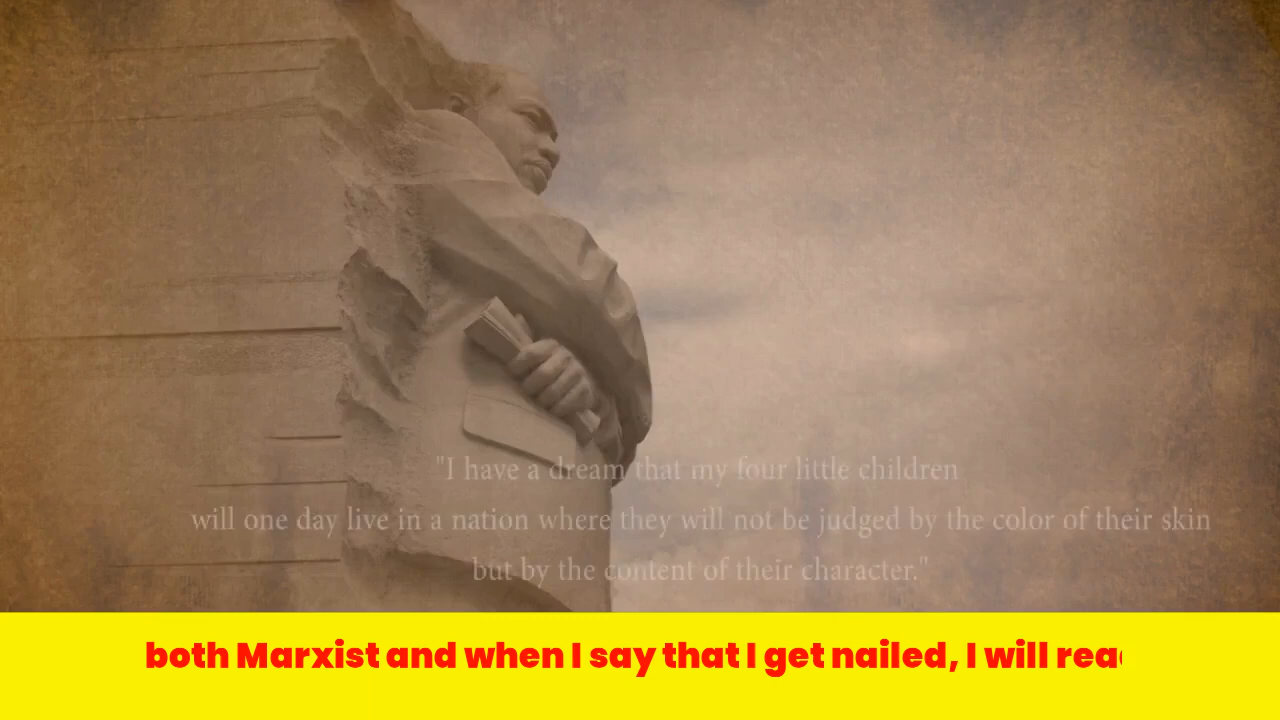 "I have a dream that my four little children
will one day live in a nation where they will not be judged by the color of their skin
but by the content of their character."
both Marxist and when I say that I get nailed, I will